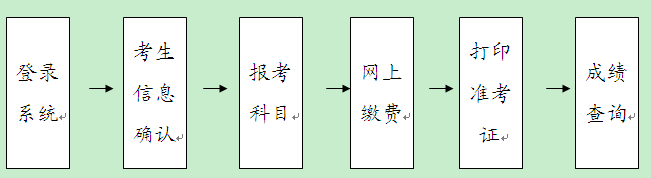 登录
系统
考生
信息
确认
报考
科目
网上
缴费
打印
准考
证
成绩
查询